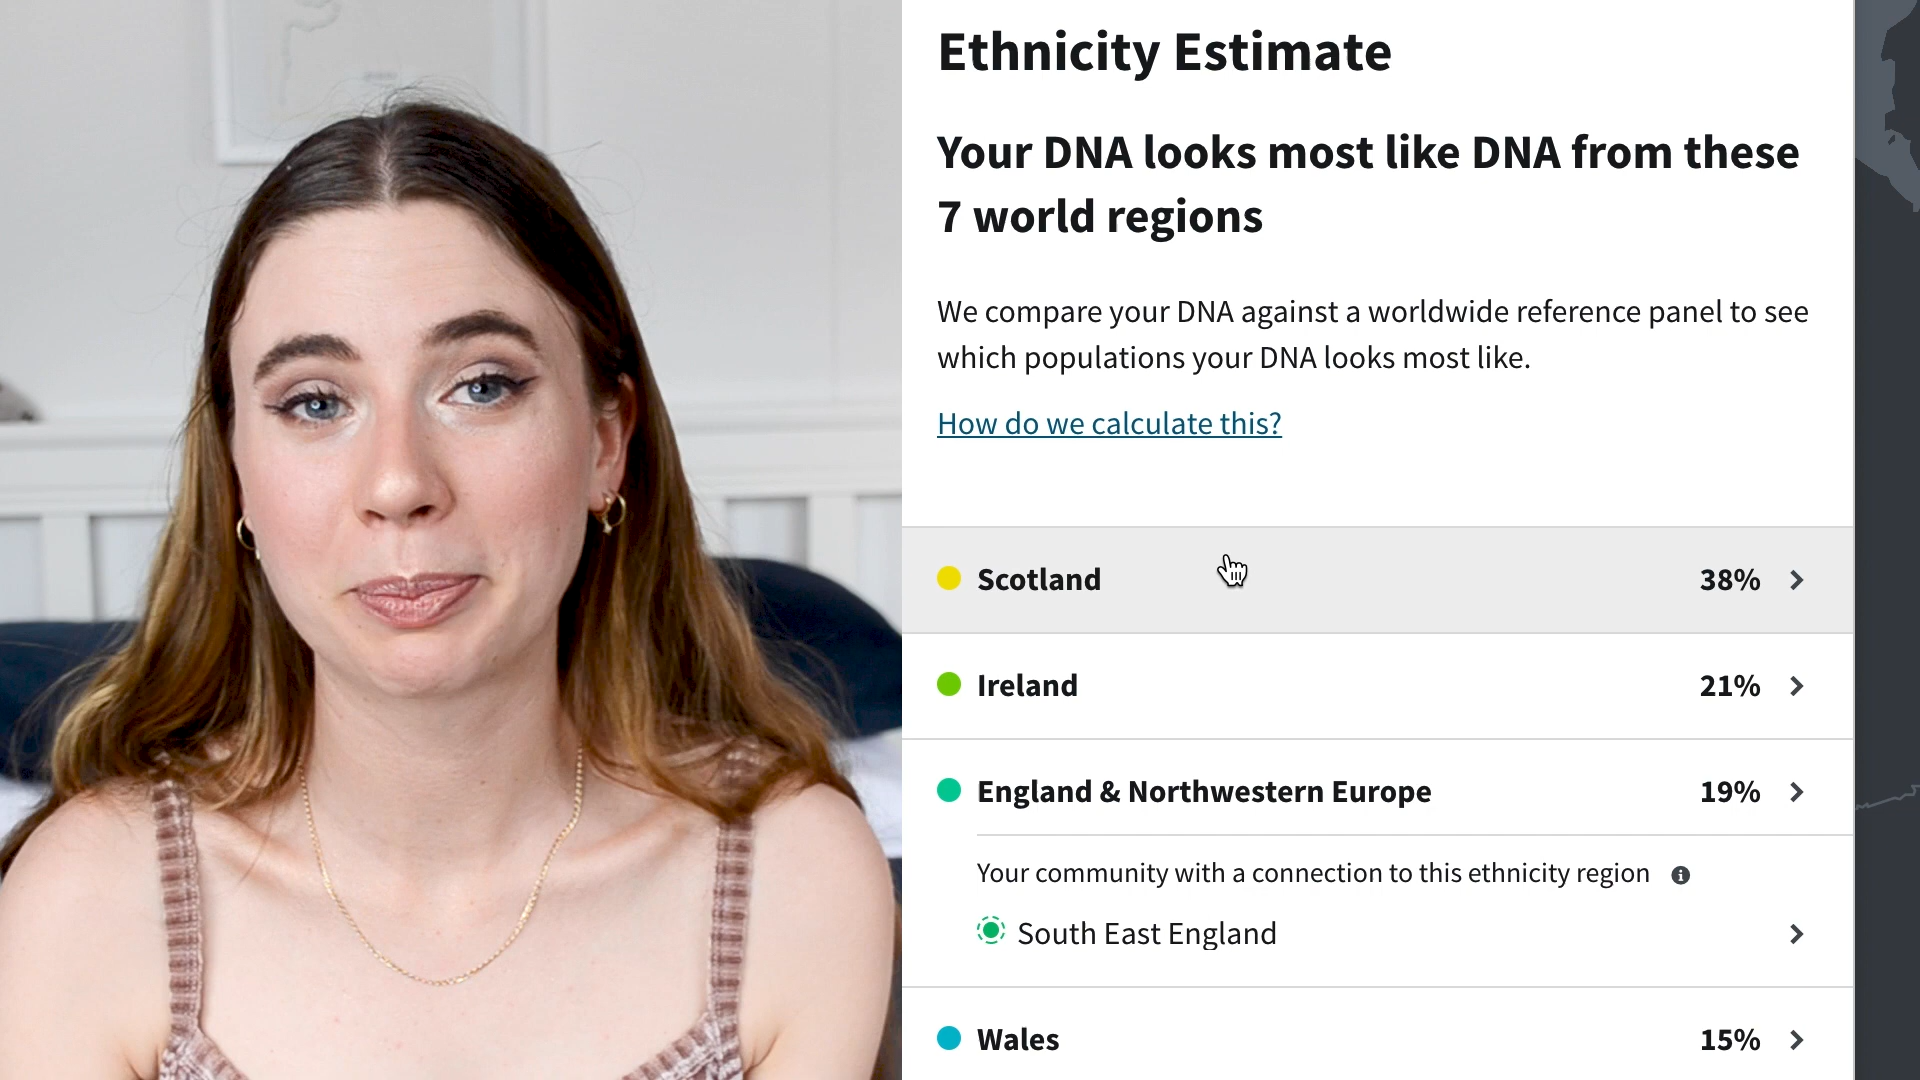 Ethnicity Estimate
Your DNA looks most like DNA from these
7 world regions
We compare your DNA against a worldwide reference panel to see
which populations your DNA looks most like.
How do we calculate this?
Scotland 38%
Ireland 21%
England & Northwestern Europe 19%
Your community with a connection to this ethnicity region
South East England
Wales 15%